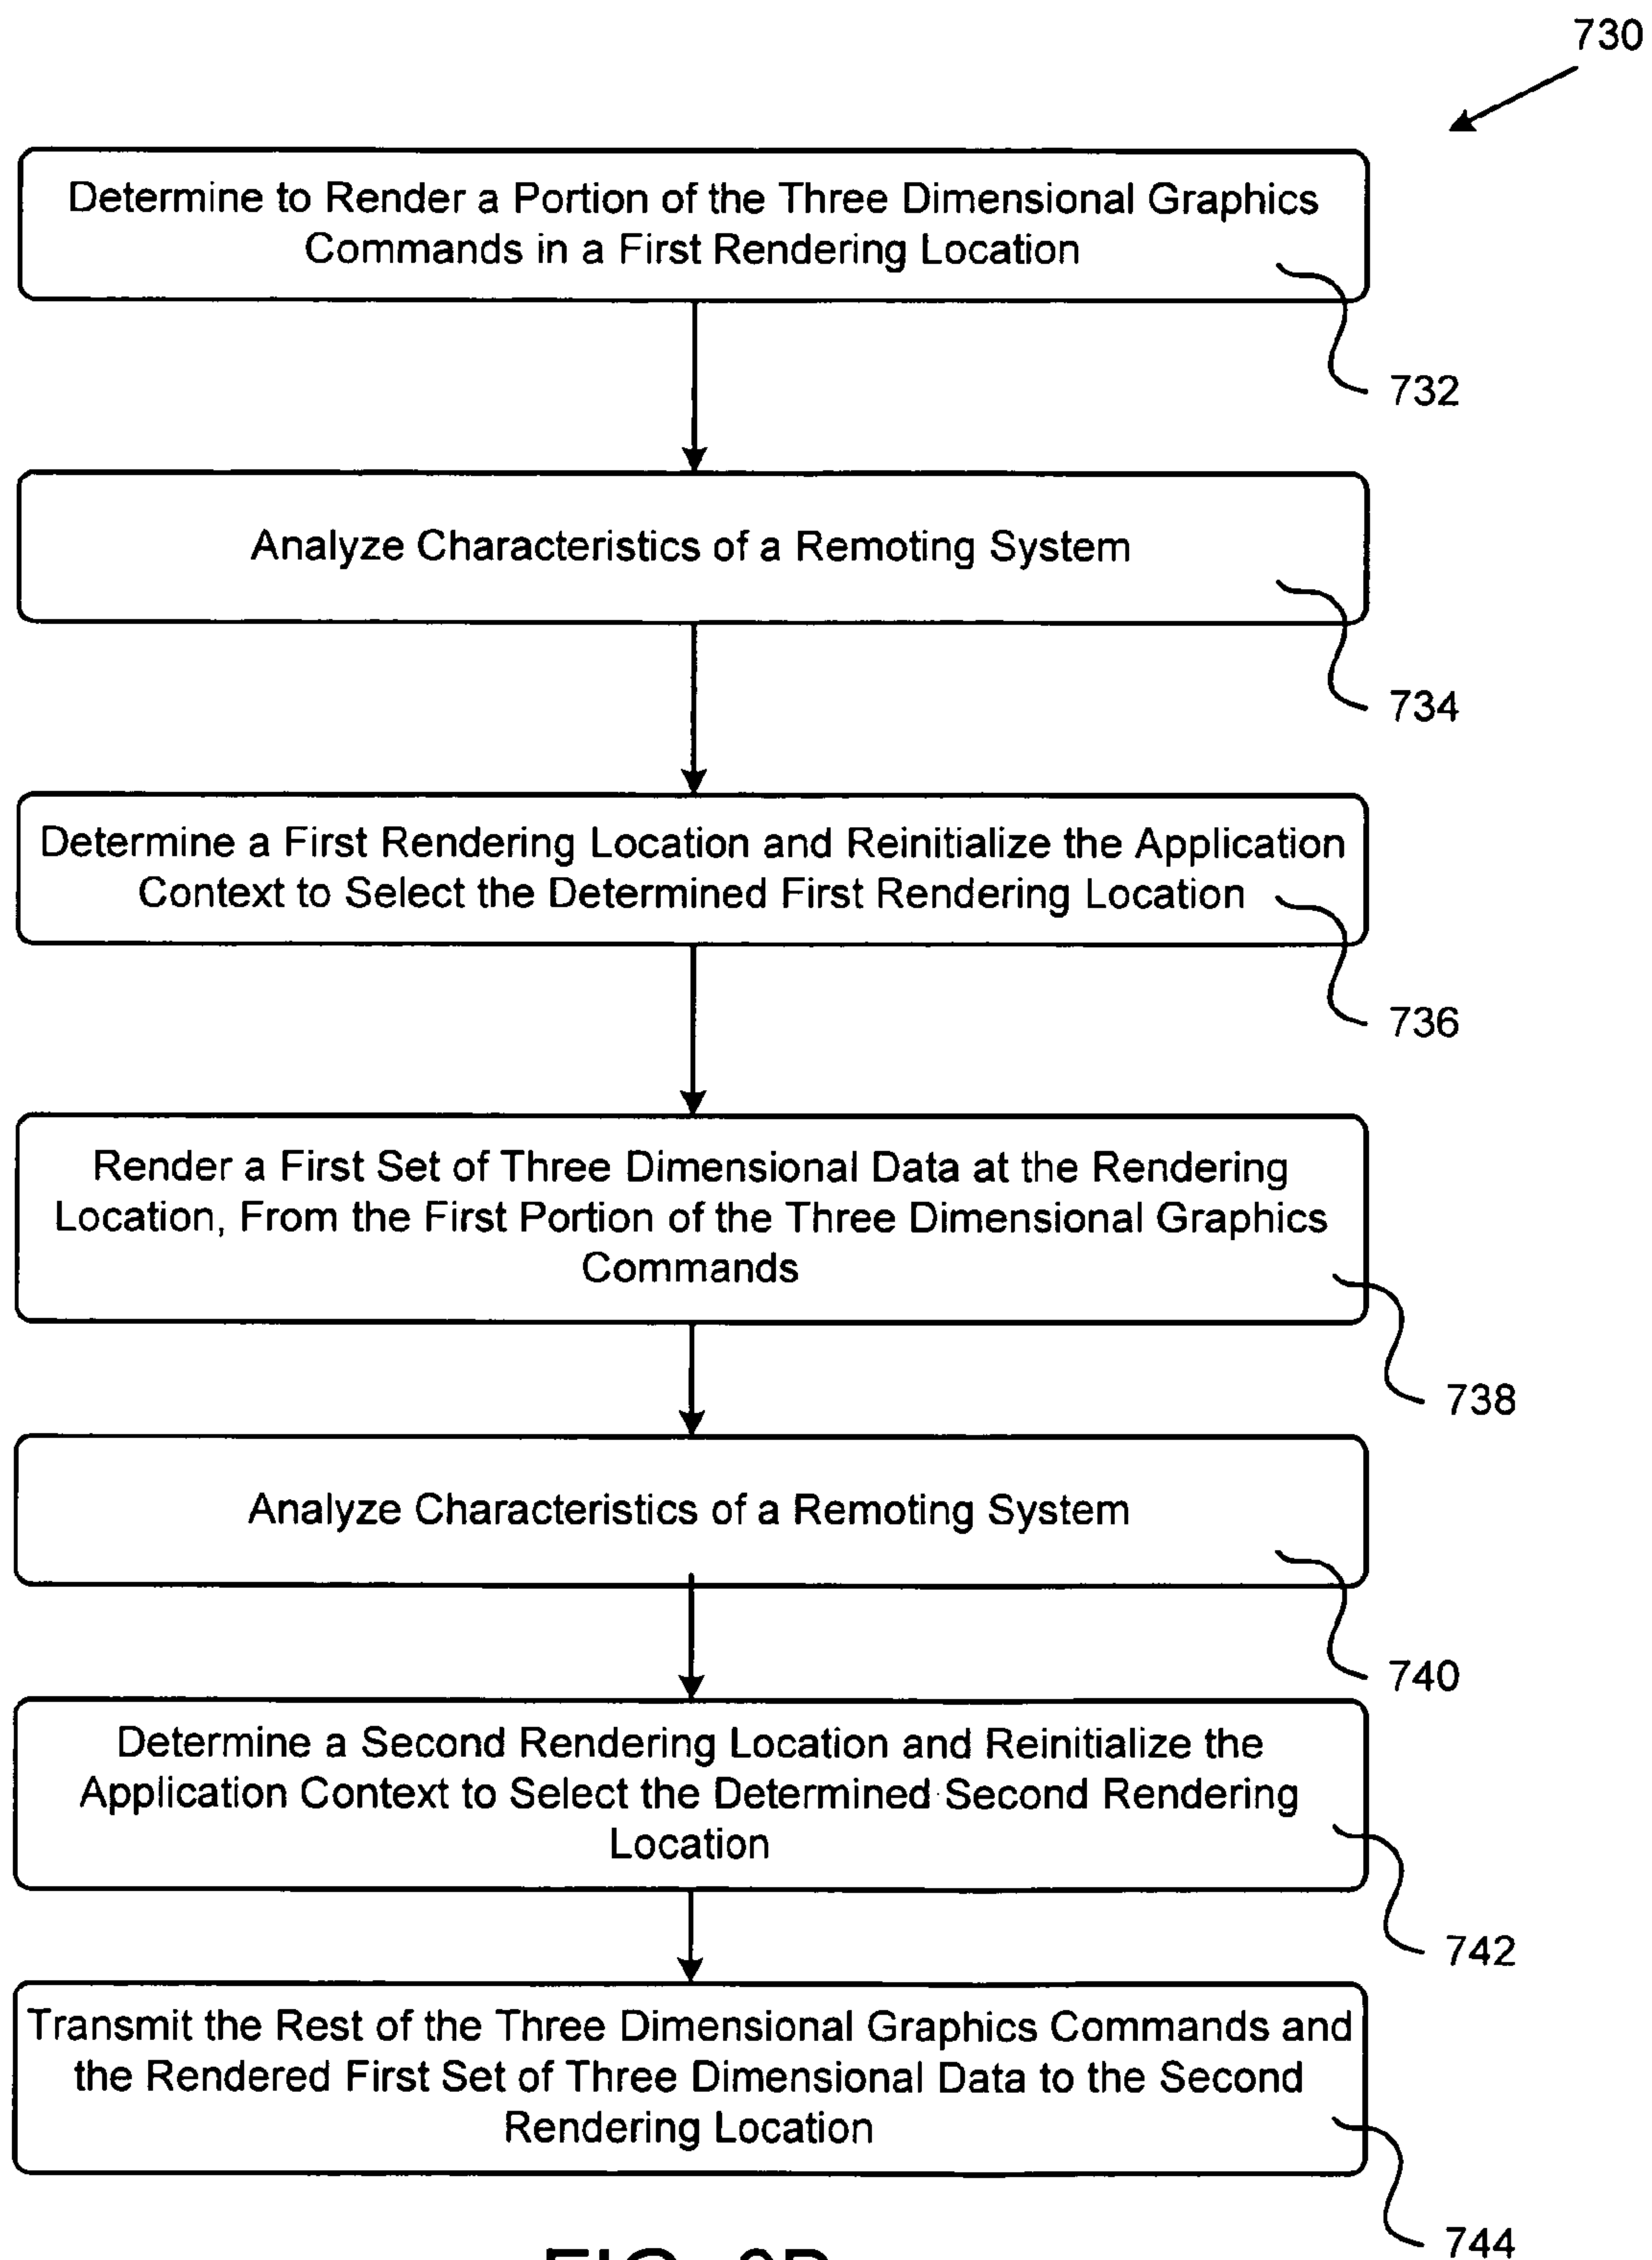 730
Determine to Render a Portion of the Three Dimensional Graphics
Commands in a First Rendering Location
732
Analyze Characteristics of a Remoting System
734
Determine a First Rendering Location and Reinitialize the Application
Context to Select the Determined First Rendering Location
736
Render a First Set of Three Dimensional Data at the Rendering
Location, From the First Portion of the Three Dimensional Graphics
Commands
738
Analyze Characteristics of a Remoting System
740
Determine a Second Rendering Location and Reinitialize the
Application Context to Select the Determined Second Rendering
Location
742
Transmit the Rest of the Three Dimensional Graphics Commands and
the Rendered First Set of Three Dimensional Data to the Second
Rendering Location
744